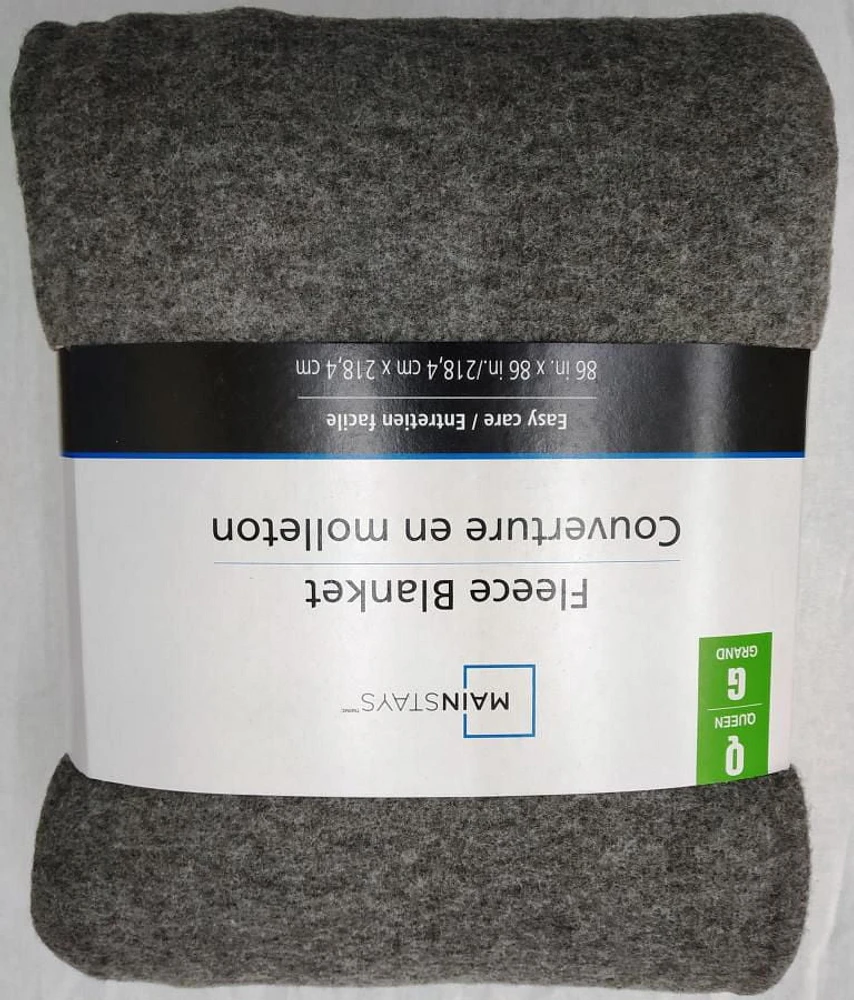 Q
QUEEN
G
GRAND
MAINSTAYS
Fleece Blanket
Couverture en molleton
Easy care / Entretien facile
86 in. x 86 in./218,4 cm x 218,4 cm